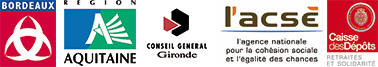 BORDEAUX
REGION
AQUITAINE
CONSEIL GENERAL
Gironde
l'acsé
l'agence nationale
pour la cohésion sociale
et l'égalité des chances
Caisse
des Dépôts
RETRAITES
ET SOLIDARITÉ